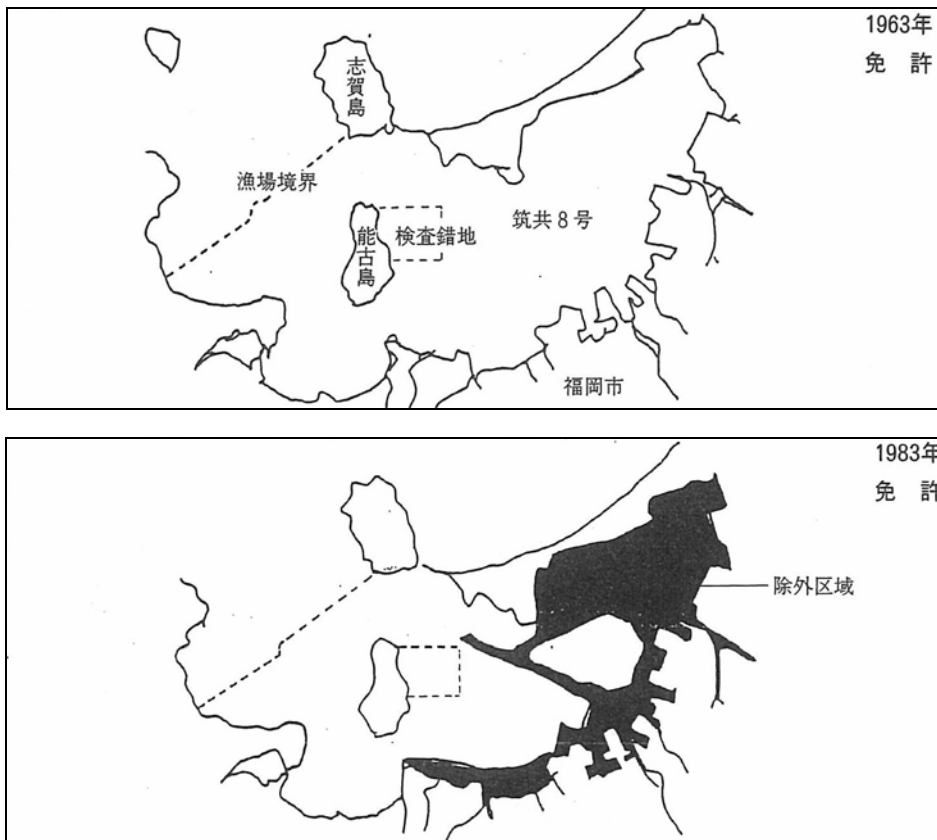 1963年
免許
志賀島
漁場境界
能古島
検査錯地
筑共8号
福岡市
1983年
免許
除外区域